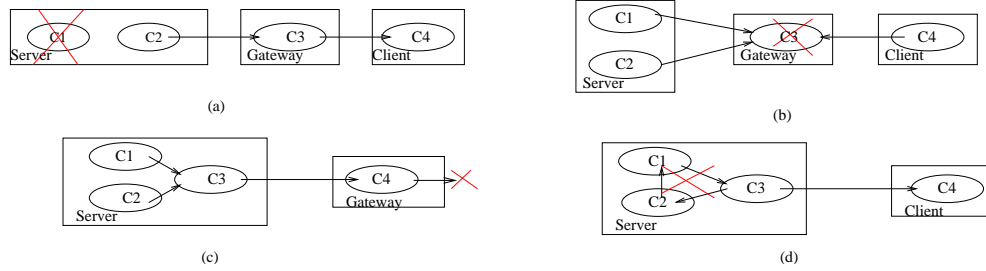 C1
C2
C3
C4
Server
Gateway
Client
(a)
C1
C2
C3
C4
Server
Gateway
Client
(b)
C1
C2
C3
C4
Server
Gateway
(c)
C1
C2
C3
C4
Server
Client
(d)